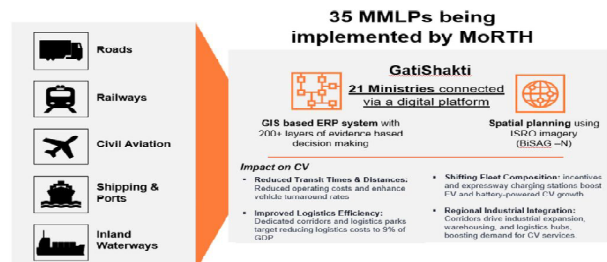 35 MMLPs being
implemented by MoRTH
Roads
Railways
Civil Aviation
Shipping &
Ports
Inland
Waterways
GatiShakti
21 Ministries connected
via a digital platform
GIS based ERP system with
200+ layers of evidence based
decision making
Spatial planning using
ISRO imagery
(BiSAG –N)
Impact on CV
• Reduced Transit Times & Distances:
Reduced operating costs and enhance
vehicle turnaround rates
• Improved Logistics Efficiency:
Dedicated corridors and logistics parks
target reducing logistics costs to 9% of
GDP
• Shifting Fleet Composition: incentives
and expressway charging stations boost
EV and battery-powered CV growth
• Regional Industrial Integration:
Corridors drive industrial expansion,
warehousing, and logistics hubs,
boosting demand for CV services.